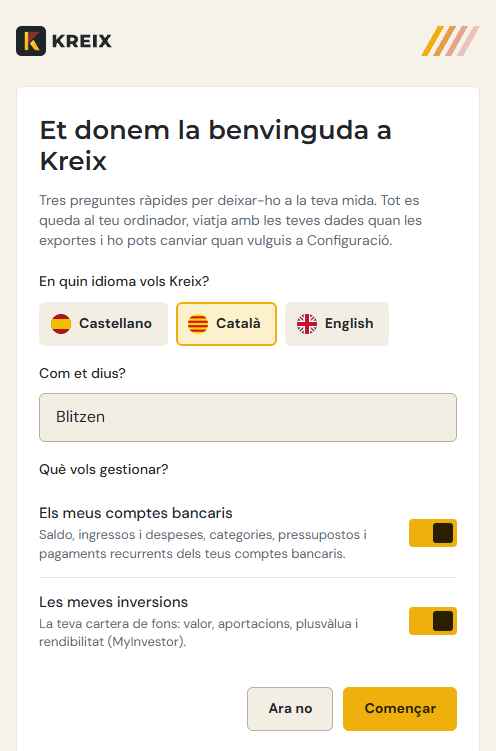 KREIX
Et donem la benvinguda a
Kreix
Tres preguntes ràpides per deixar-ho a la teva mida. Tot es
queda al teu ordinador, viatja amb les teves dades quan les
exportes i ho pots canviar quan vulguis a Configuració.
En quin idioma vols Kreix?
Castellano
Català
English
Com et dius?
Blitzen
Què vols gestionar?
Els meus comptes bancaris
Saldo, ingressos i despeses, categories, pressupostos i
pagaments recurrents dels teus comptes bancaris.
Les meves inversions
La teva cartera de fons: valor, aportacions, plusvàlua i
rendibilitat (MyInvestor).
Ara no
Començar